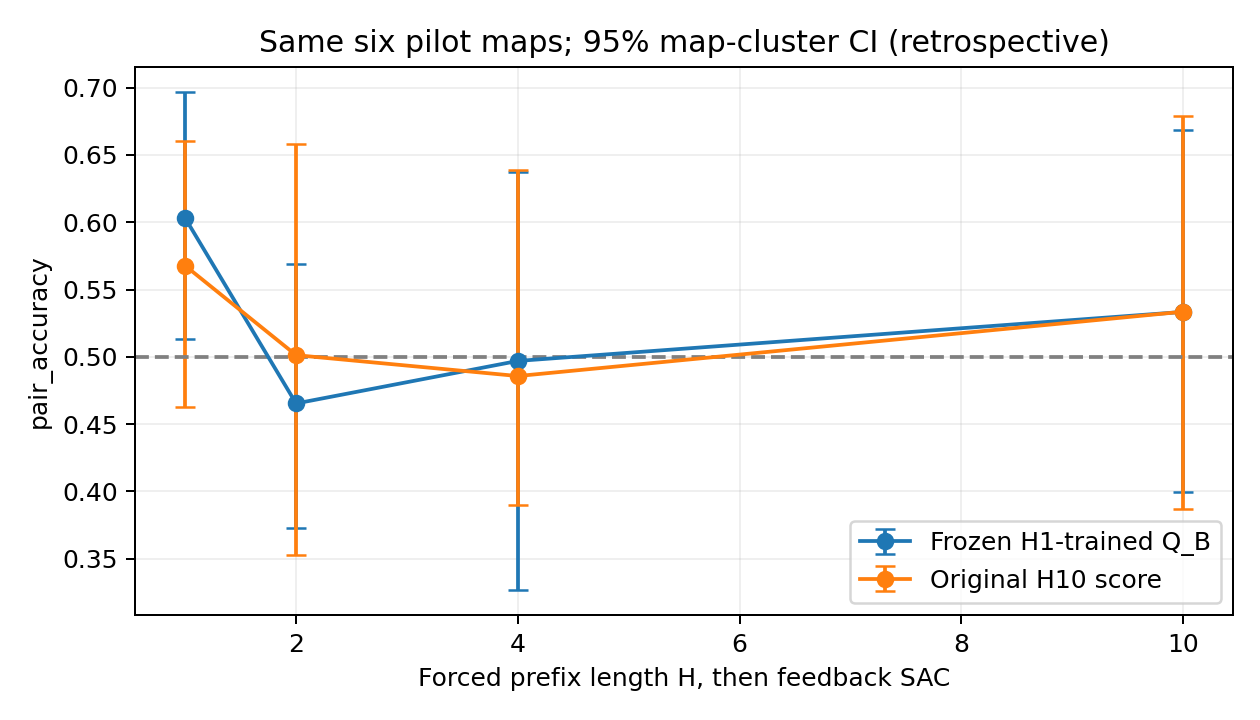 Same six pilot maps; 95% map-cluster CI (retrospective)
pair_accuracy
0.70
0.65
0.60
0.55
0.50
0.45
0.40
0.35
2
4
6
8
10
Forced prefix length H, then feedback SAC
Frozen H1-trained Q_B
Original H10 score